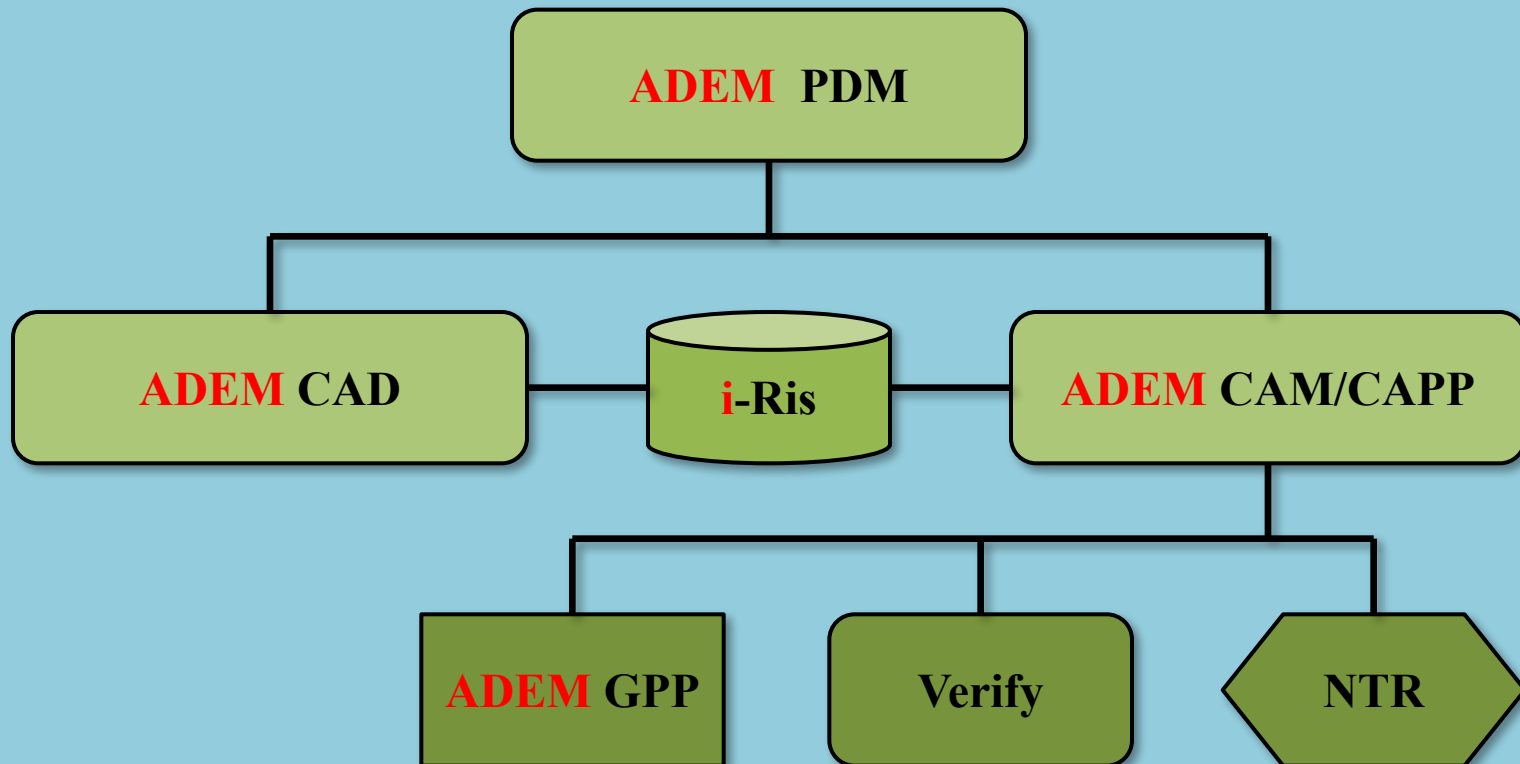 ADEM PDM
ADEM CAD
i-Ris
ADEM CAM/CAPP
ADEM GPP
Verify
NTR